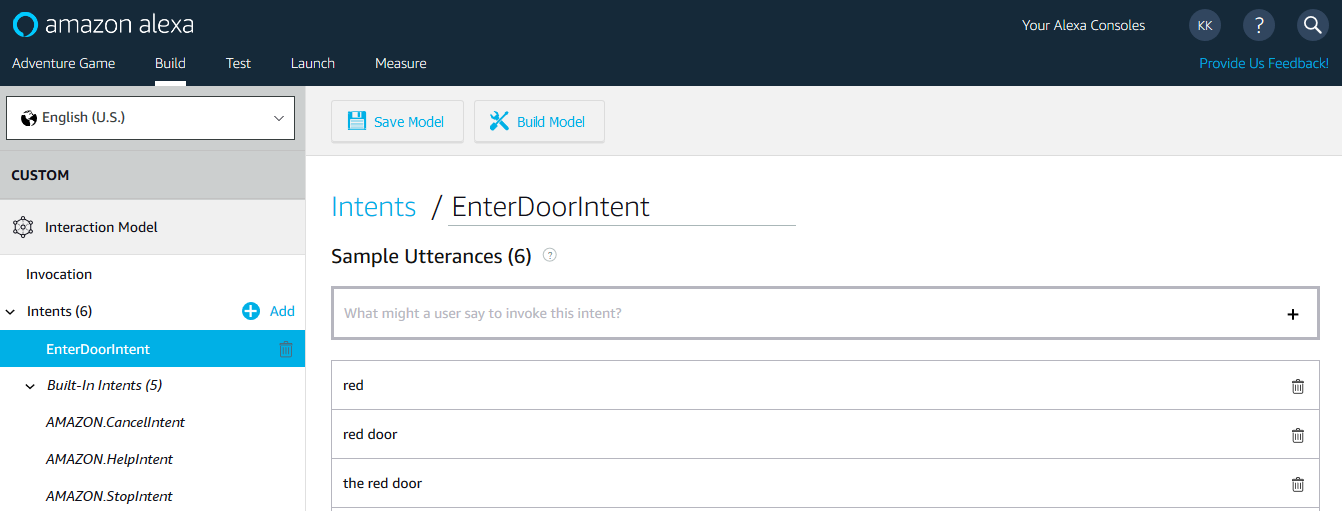 amazon alexa
Your Alexa Consoles
KK
?
Adventure Game
Build
Test
Launch
Measure
Provide Us Feedback!
English (U.S.)
Save Model
Build Model
CUSTOM
Interaction Model
Intents / EnterDoorIntent
Sample Utterances (6) ?
Invocation
Intents (6)
Add
What might a user say to invoke this intent?
+
EnterDoorIntent
Built-In Intents (5)
red
AMAZON.CancelIntent
red door
AMAZON.HelpIntent
the red door
AMAZON.StopIntent